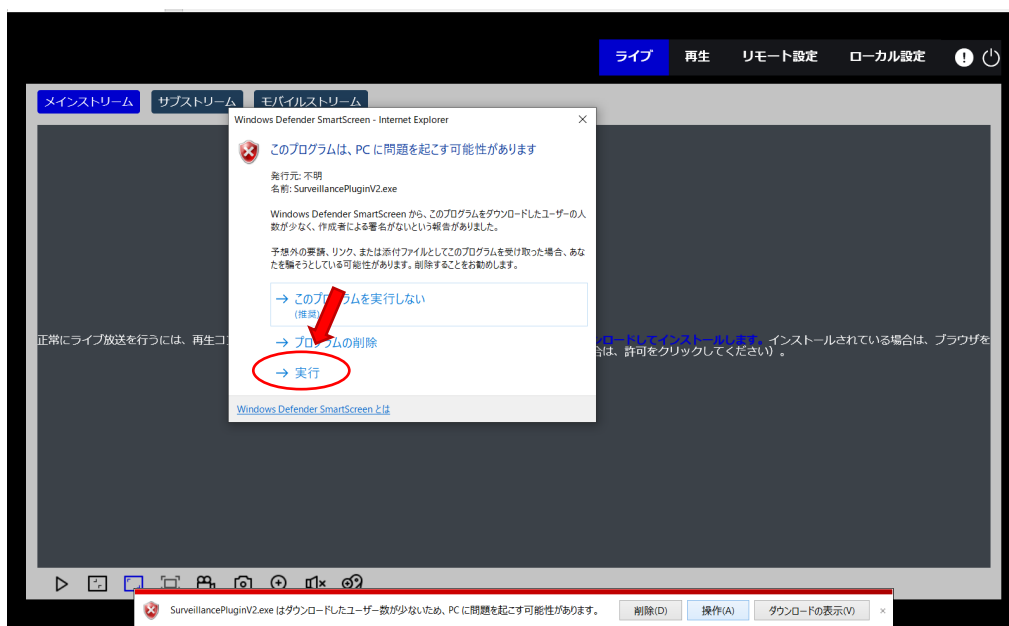 ライブ 再生 リモート設定 ローカル設定
メインストリーム サブストリーム モバイルストリーム
Windows Defender SmartScreen - Internet Explorer
このプログラムは、PC に問題を起こす可能性があります
発行元: 不明
名前: SurveillancePluginV2.exe
Windows Defender SmartScreen から、このプログラムをダウンロードしたユーザーの人
数が少なく、作成者による署名がないという報告がありました。
予想外の要請、リンク、または添付ファイルとしてこのプログラムを受け取った場合、あな
たを騙そうとしている可能性があります。削除することをお勧めします。
→ このプログラムを実行しない
(推奨)
正常にライブ放送を行うには、再生コ
ロードしてインストールします。インストールされている場合は、ブラウザを
合は、許可をクリックしてください）。
→ プログラムの削除
→ 実行
Windows Defender SmartScreen とは
SurveillancePluginV2.exe はダウンロードしたユーザー数が少ないため、PC に問題を起こす可能性があります。 削除(D) 操作(A) ダウンロードの表示(V) ×